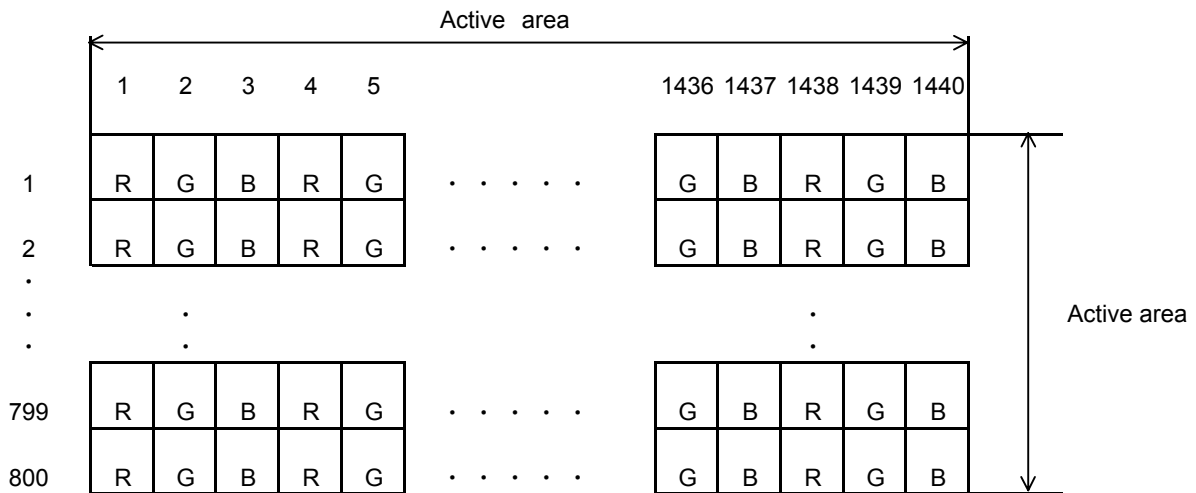 Active area
1 2 3 4 5 1436 1437 1438 1439 1440
1 R G B R G · · · · · G B R G B
2 R G B R G · · · · · G B R G B
·
· · ·
· · ·
Active area
799 R G B R G · · · · · G B R G B
800 R G B R G · · · · · G B R G B